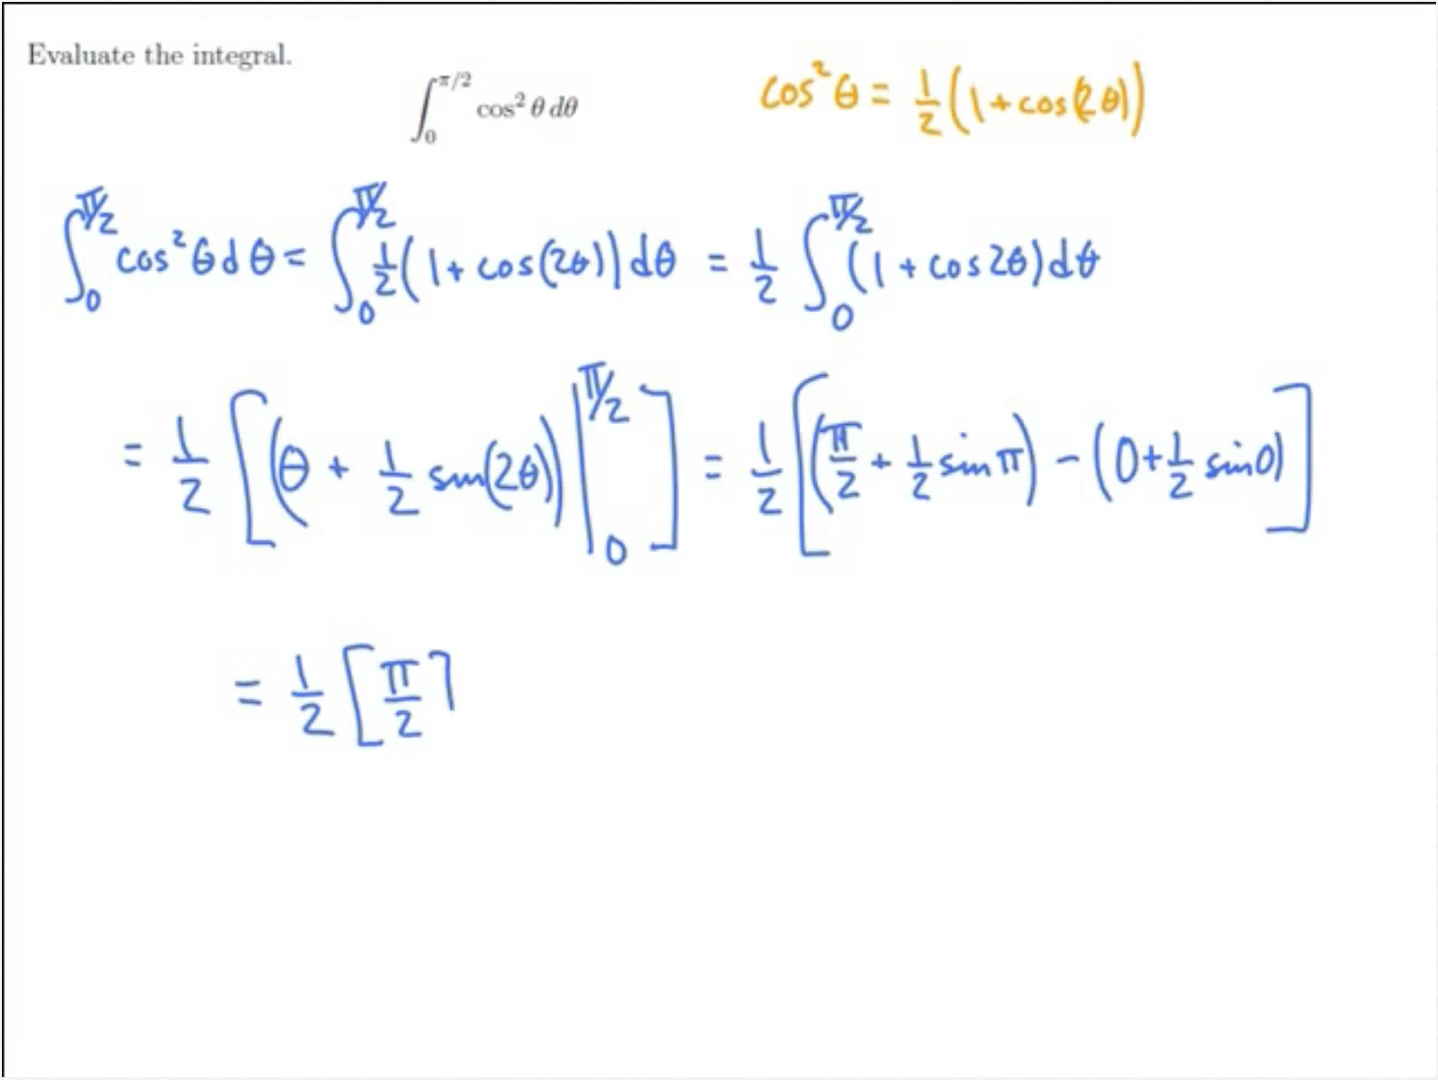 Evaluate the integral.
∫₀^{π/2} cos² θ dθ
cos²θ = 1/2 (1 + cos(2θ))
∫₀^{π/2} cos²θ dθ = ∫₀^{π/2} 1/2 (1 + cos(2θ)) dθ = 1/2 ∫₀^{π/2} (1 + cos 2θ) dθ
= 1/2 [(θ + 1/2 sin(2θ)) |₀^{π/2}] = 1/2 [(π/2 + 1/2 sin π) − (0 + 1/2 sin 0)]
= 1/2 [π/2]